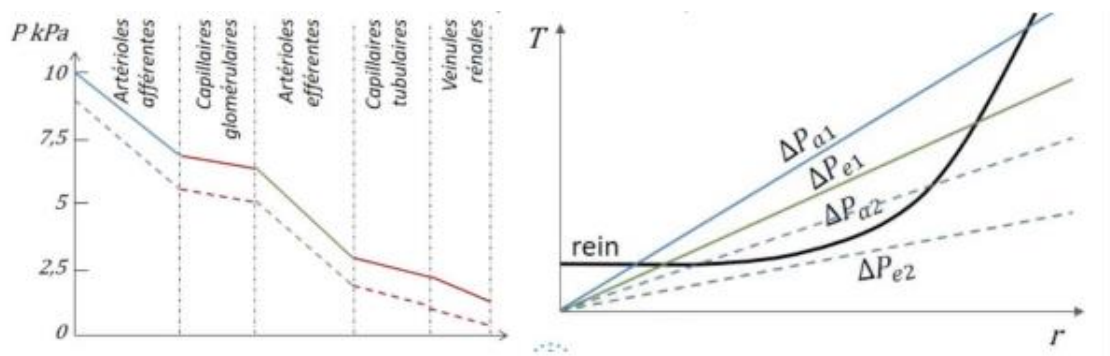 P kPa
10
7,5
5
2,5
0
Artérioles
afférentes
Capillaires
glomérulaires
Artérioles
efférentes
Capillaires
tubulaires
Veinules
rénales
T
ΔPa1
ΔPe1
ΔPa2
rein
ΔPe2
r